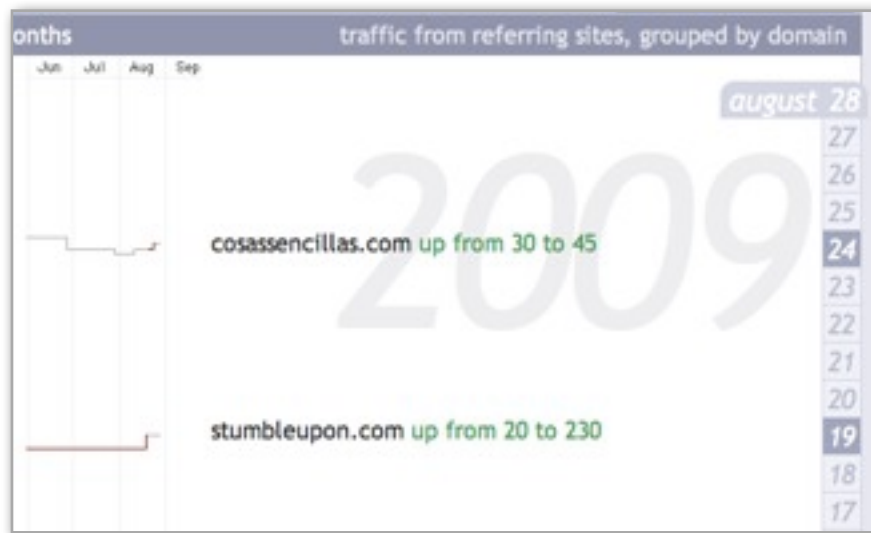 onths traffic from referring sites, grouped by domain
Jun Jul Aug Sep
august 28
27
26
25
2009
cosassencillas.com up from 30 to 45
24
23
22
21
20
stumbleupon.com up from 20 to 230
19
18
17